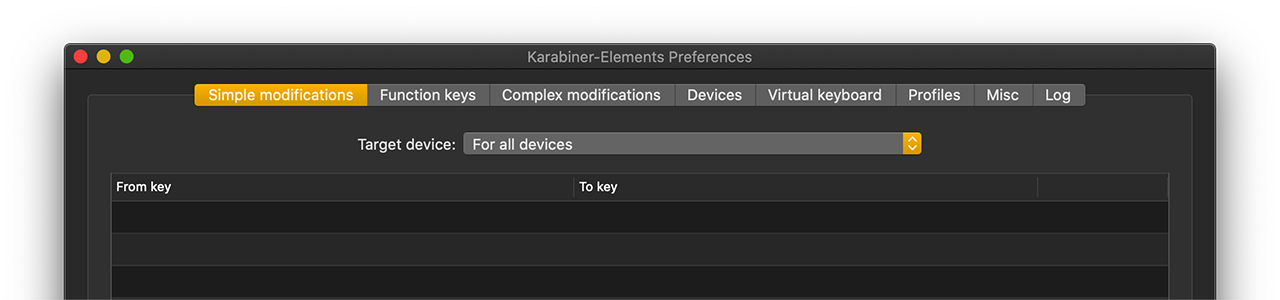 Karabiner-Elements Preferences
Simple modifications Function keys Complex modifications Devices Virtual keyboard Profiles Misc Log
Target device: For all devices
From key To key